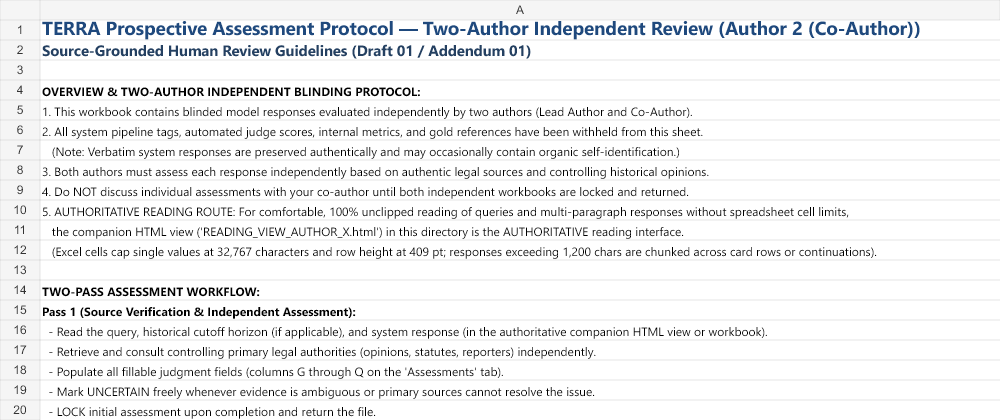 A
1 TERRA Prospective Assessment Protocol — Two-Author Independent Review (Author 2 (Co-Author))
2 Source-Grounded Human Review Guidelines (Draft 01 / Addendum 01)
3
4 OVERVIEW & TWO-AUTHOR INDEPENDENT BLINDING PROTOCOL:
5 1. This workbook contains blinded model responses evaluated independently by two authors (Lead Author and Co-Author).
6 2. All system pipeline tags, automated judge scores, internal metrics, and gold references have been withheld from this sheet.
7 (Note: Verbatim system responses are preserved authentically and may occasionally contain organic self-identification.)
8 3. Both authors must assess each response independently based on authentic legal sources and controlling historical opinions.
9 4. Do NOT discuss individual assessments with your co-author until both independent workbooks are locked and returned.
10 5. AUTHORITATIVE READING ROUTE: For comfortable, 100% unclipped reading of queries and multi-paragraph responses without spreadsheet cell limits,
11 the companion HTML view ('READING_VIEW_AUTHOR_X.html') in this directory is the AUTHORITATIVE reading interface.
12 (Excel cells cap single values at 32,767 characters and row height at 409 pt; responses exceeding 1,200 chars are chunked across card rows or continuations).
13
14 TWO-PASS ASSESSMENT WORKFLOW:
15 Pass 1 (Source Verification & Independent Assessment):
16 - Read the query, historical cutoff horizon (if applicable), and system response (in the authoritative companion HTML view or workbook).
17 - Retrieve and consult controlling primary legal authorities (opinions, statutes, reporters) independently.
18 - Populate all fillable judgment fields (columns G through Q on the 'Assessments' tab).
19 - Mark UNCERTAIN freely whenever evidence is ambiguous or primary sources cannot resolve the issue.
20 - LOCK initial assessment upon completion and return the file.